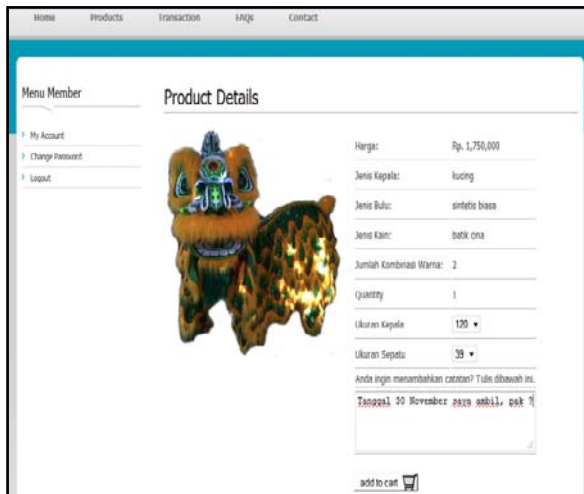 Home Products Transaction FAQs Contact
Menu Member
My Account
Change Password
Logout
Product Details
Harga: Rp. 1,750,000
Jenis Kepala: kucing
Jenis Bulu: sintetis biasa
Jenis Kain: batik cina
Jumlah Kombinasi Warna: 2
Quantity 1
Ukuran Kepala 120
Ukuran Sepatu 39
Anda ingin menambahkan catatan? Tulis dibawah ini.
Tanggal 30 November saya ambil, pak ?
add to cart